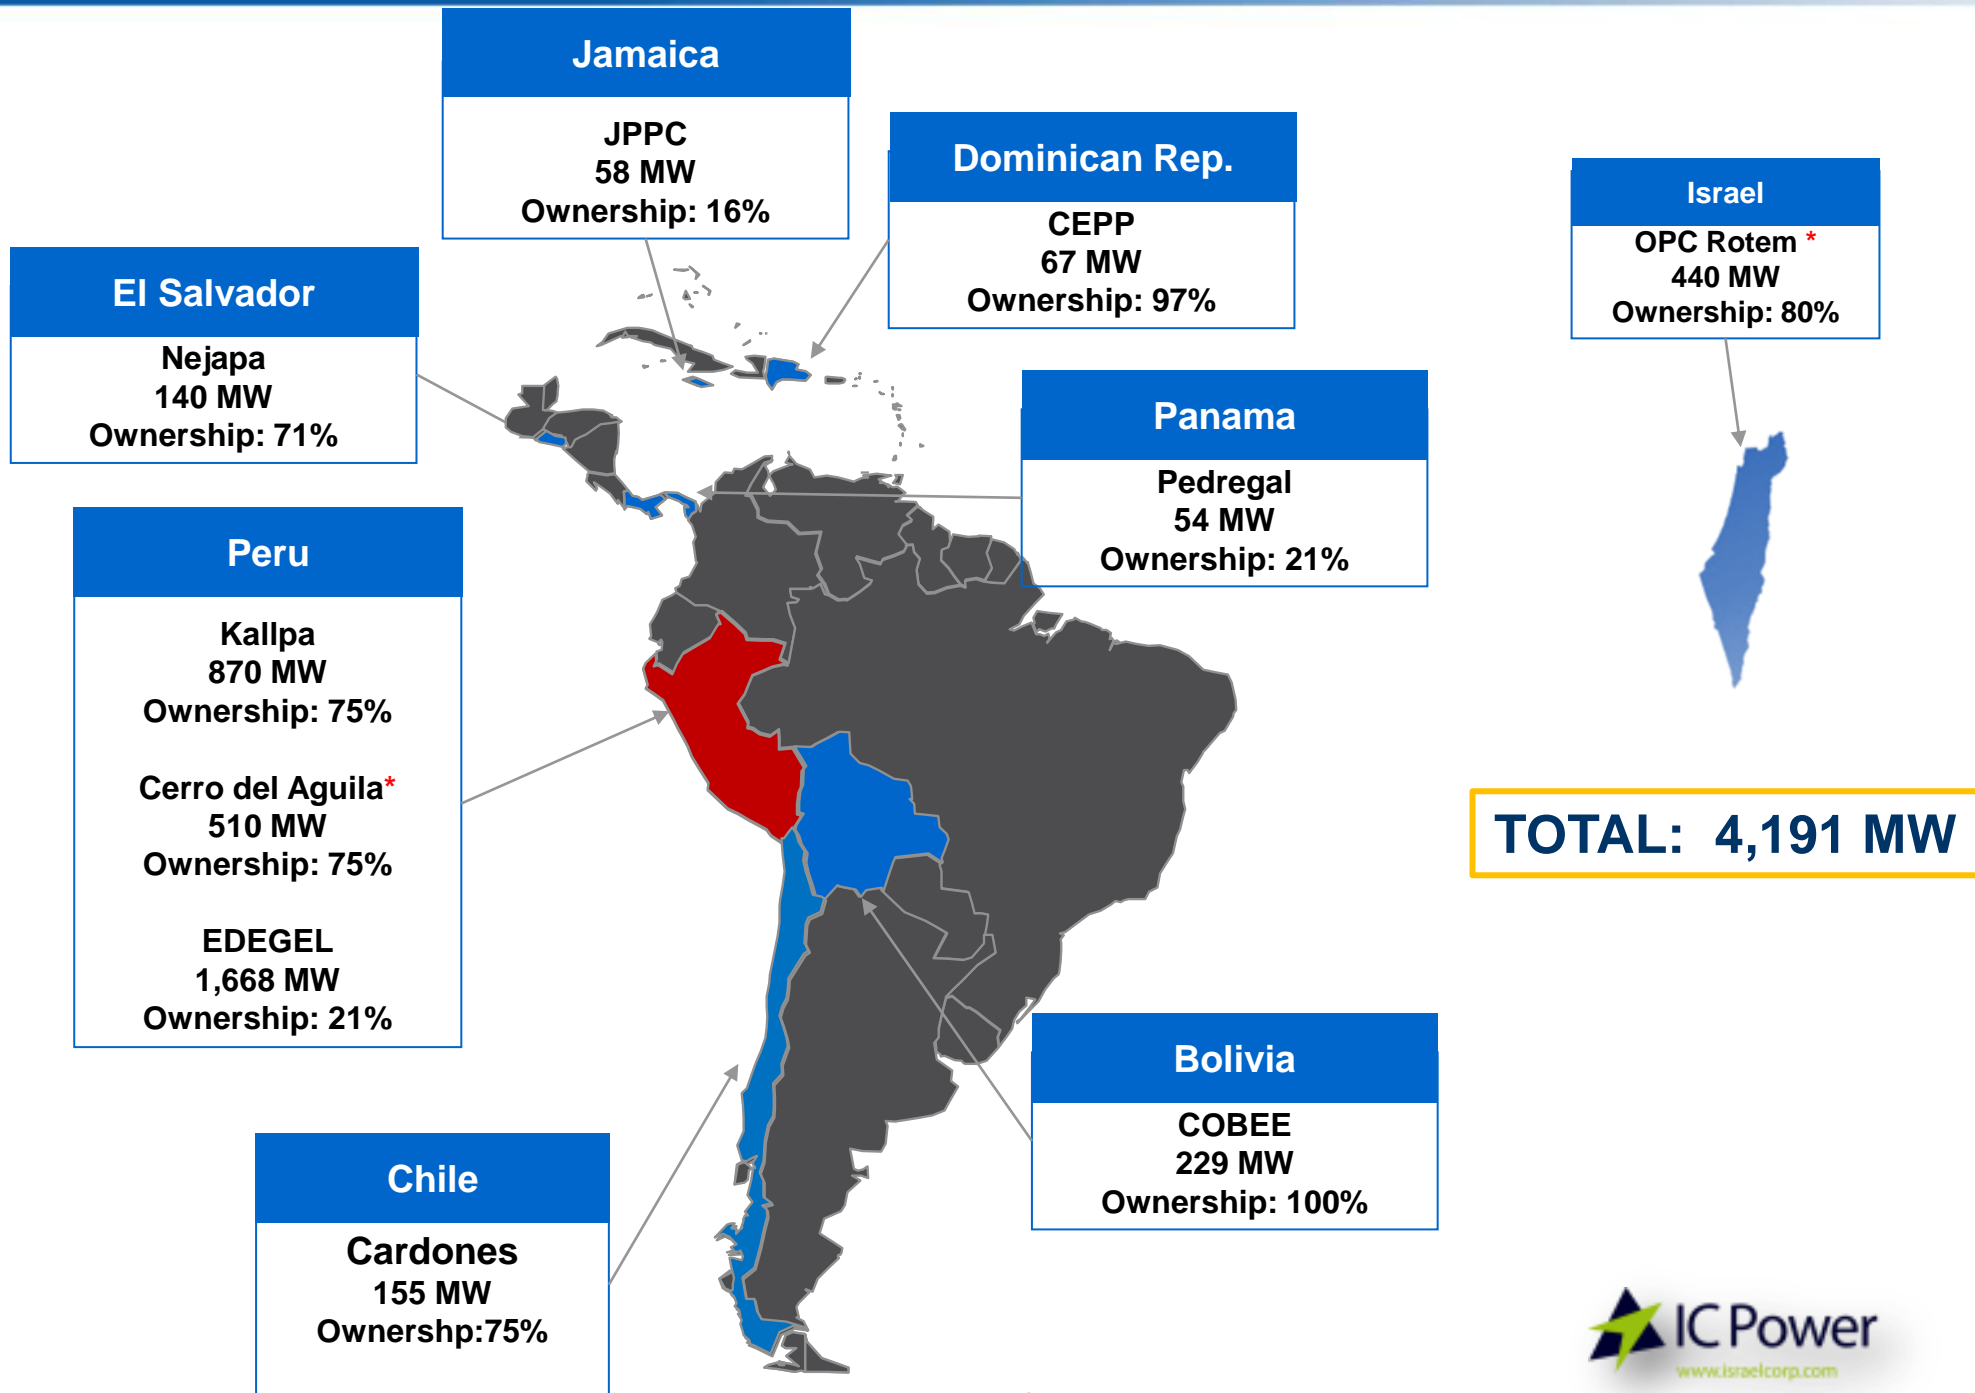 Jamaica
JPPC
58 MW
Ownership: 16%
Dominican Rep.
CEPP
67 MW
Ownership: 97%
Israel
OPC Rotem *
440 MW
Ownership: 80%
El Salvador
Nejapa
140 MW
Ownership: 71%
Panama
Pedregal
54 MW
Ownership: 21%
Peru
Kallpa
870 MW
Ownership: 75%
Cerro del Aguila*
510 MW
Ownership: 75%
EDEGEL
1,668 MW
Ownership: 21%
TOTAL: 4,191 MW
Bolivia
COBEE
229 MW
Ownership: 100%
Chile
Cardones
155 MW
Ownershp:75%
IC Power
www.israelcorp.com